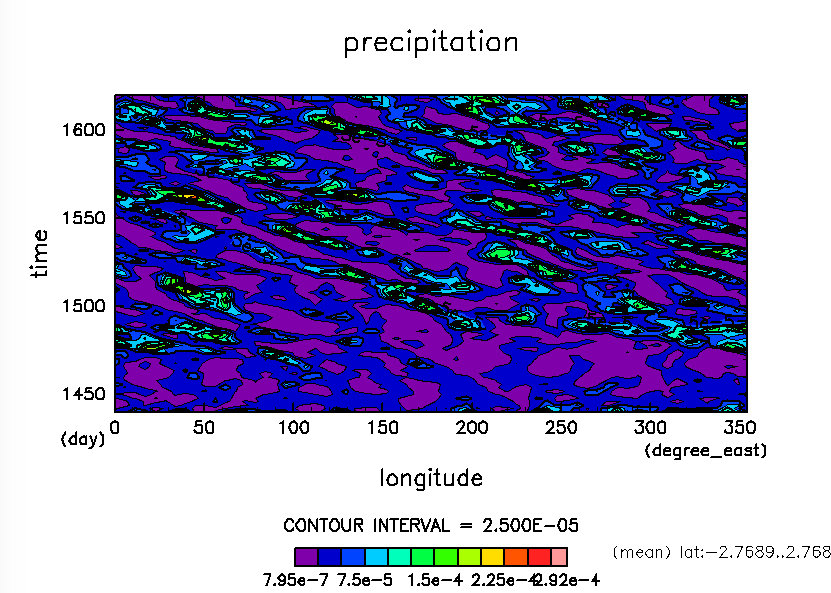 precipitation
1600
1550
1500
1450
time
(day)
0 50 100 150 200 250 300 350
(degree_east)
longitude
CONTOUR INTERVAL = 2.500E-05
7.95e-7 7.5e-5 1.5e-4 2.25e-4 2.92e-4
(mean) lat:-2.7689..2.768